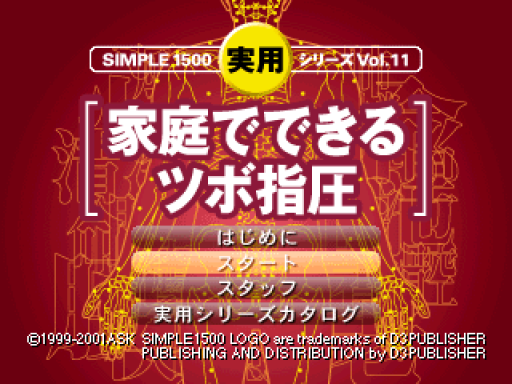 SIMPLE1500 実用 シリーズ Vol.11
家庭でできる
ツボ指圧
はじめに
スタート
スタッフ
実用シリーズカタログ
©1999-2001ASK SIMPLE1500 LOGO are trademarks of D3PUBLISHER
PUBLISHING AND DISTRIBUTION by D3PUBLISHER